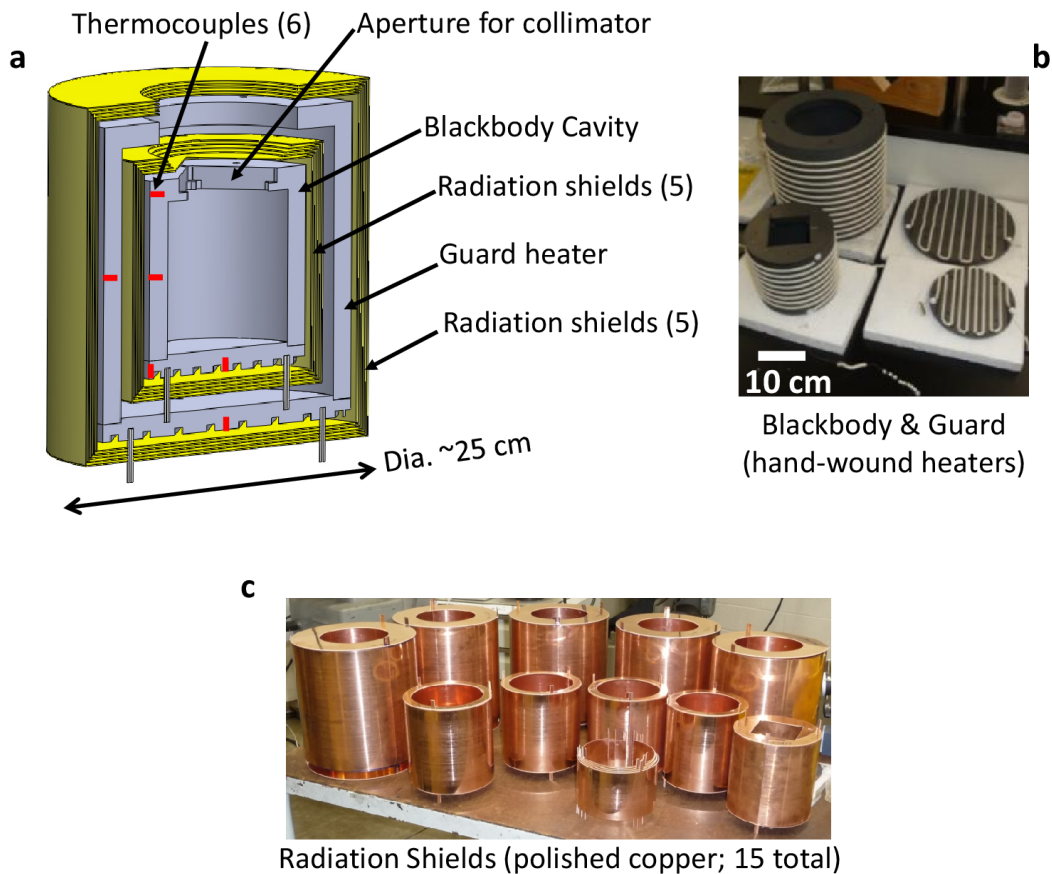 Thermocouples (6)
Aperture for collimator
a
b
Blackbody Cavity
Radiation shields (5)
Guard heater
Radiation shields (5)
10 cm
Dia. ~25 cm
Blackbody & Guard
(hand-wound heaters)
c
Radiation Shields (polished copper; 15 total)